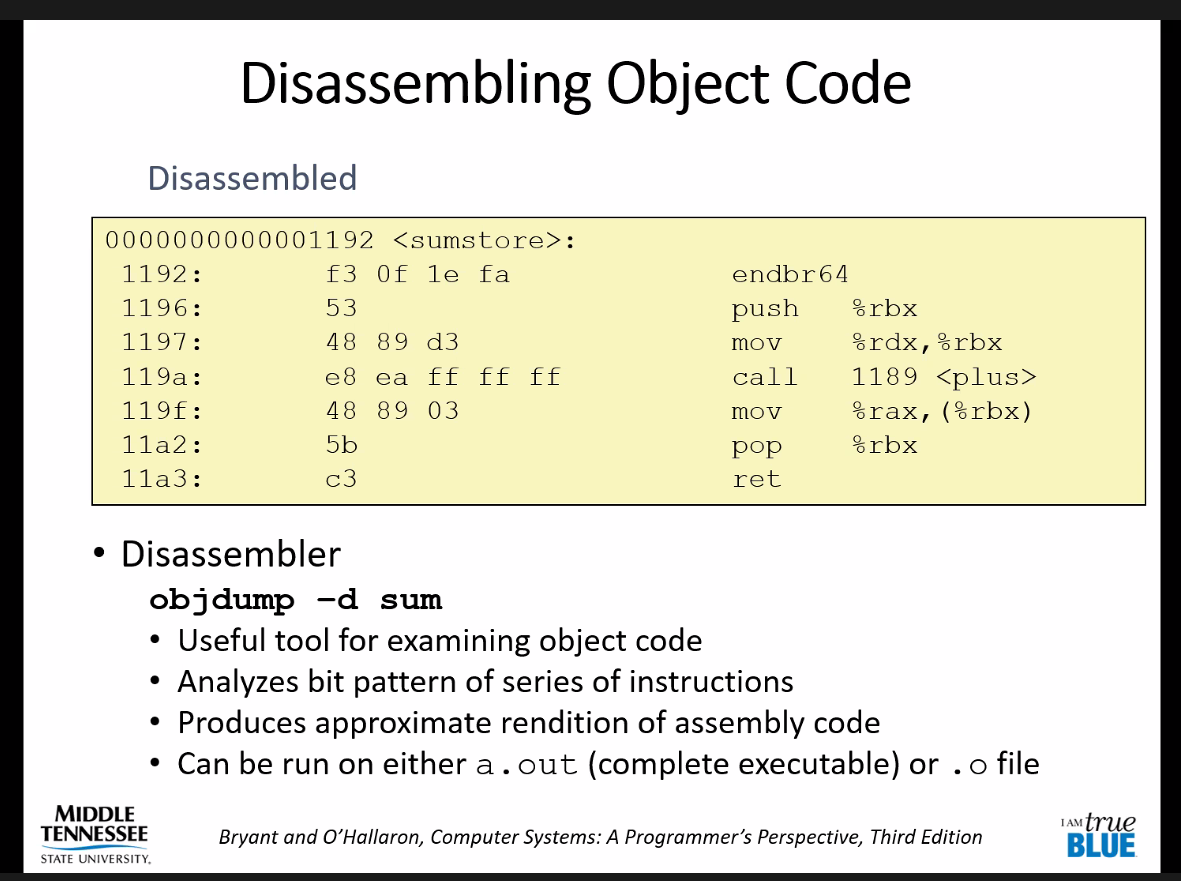 Disassembling Object Code
Disassembled
0000000000001192 <sumstore>:
1192: f3 0f 1e fa endbr64
1196: 53 push %rbx
1197: 48 89 d3 mov %rdx,%rbx
119a: e8 ea ff ff ff call 1189 <plus>
119f: 48 89 03 mov %rax,(%rbx)
11a2: 5b pop %rbx
11a3: c3 ret
• Disassembler
objdump –d sum
• Useful tool for examining object code
• Analyzes bit pattern of series of instructions
• Produces approximate rendition of assembly code
• Can be run on either a.out (complete executable) or .o file
MIDDLE
TENNESSEE
STATE UNIVERSITY.
Bryant and O’Hallaron, Computer Systems: A Programmer’s Perspective, Third Edition
I AM true
BLUE